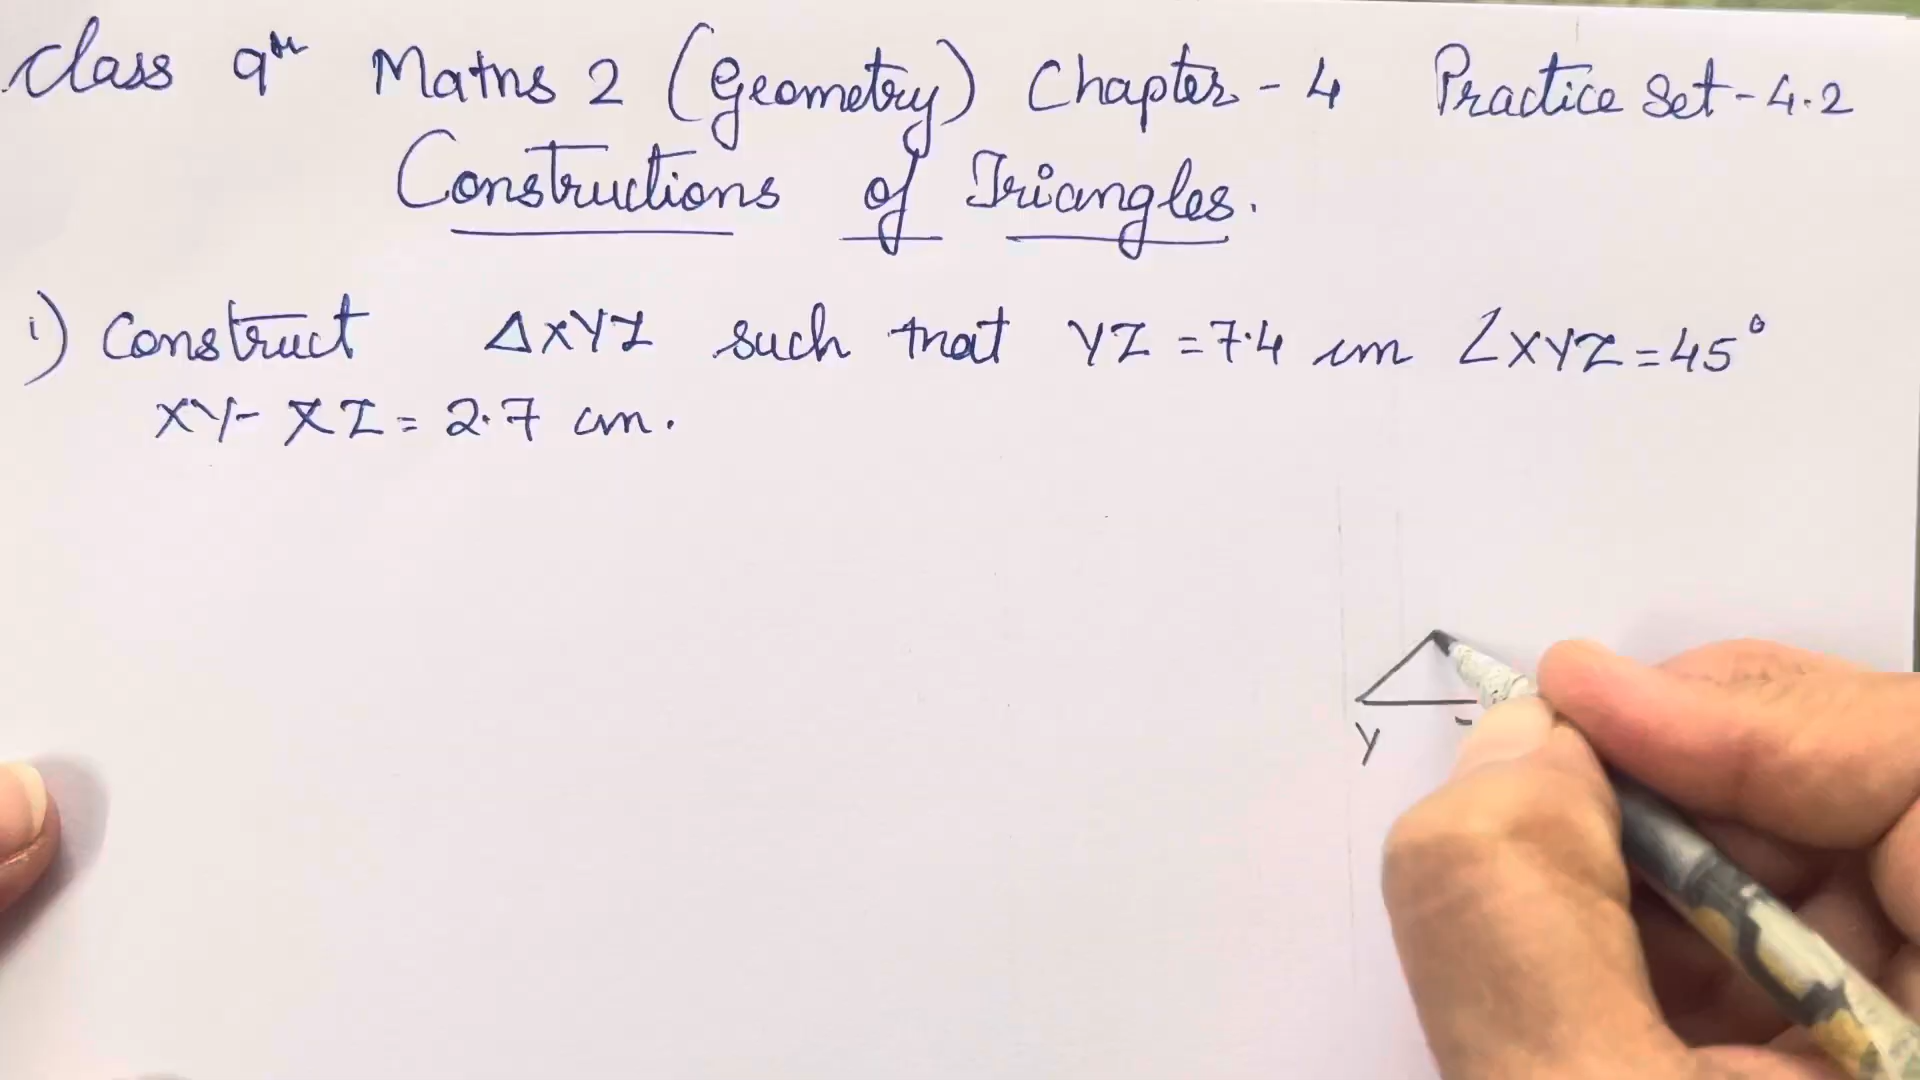 Class 9th Maths 2 (Geometry) Chapter - 4 Practice Set - 4.2
Constructions of Triangles.
1) Construct ΔXYZ such that YZ = 7.4 cm ∠XYZ = 45°
XY - XZ = 2.7 cm.
Y